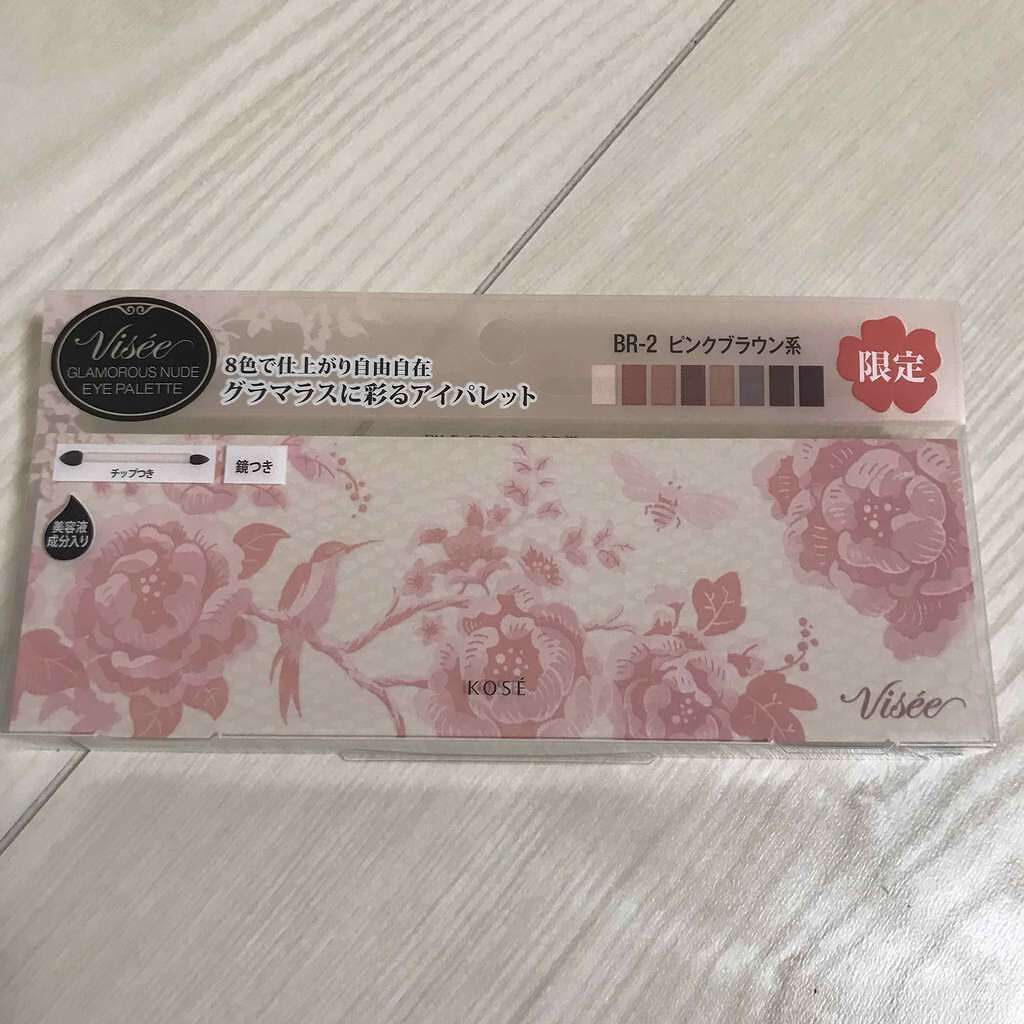 Visée
GLAMOROUS NUDE
EYE PALETTE
8色で仕上がり自由自在
グラマラスに彩るアイパレット
BR-2 ピンクブラウン系
限定
チップつき
鏡つき
美容液
成分入り
KOSÉ
Visée